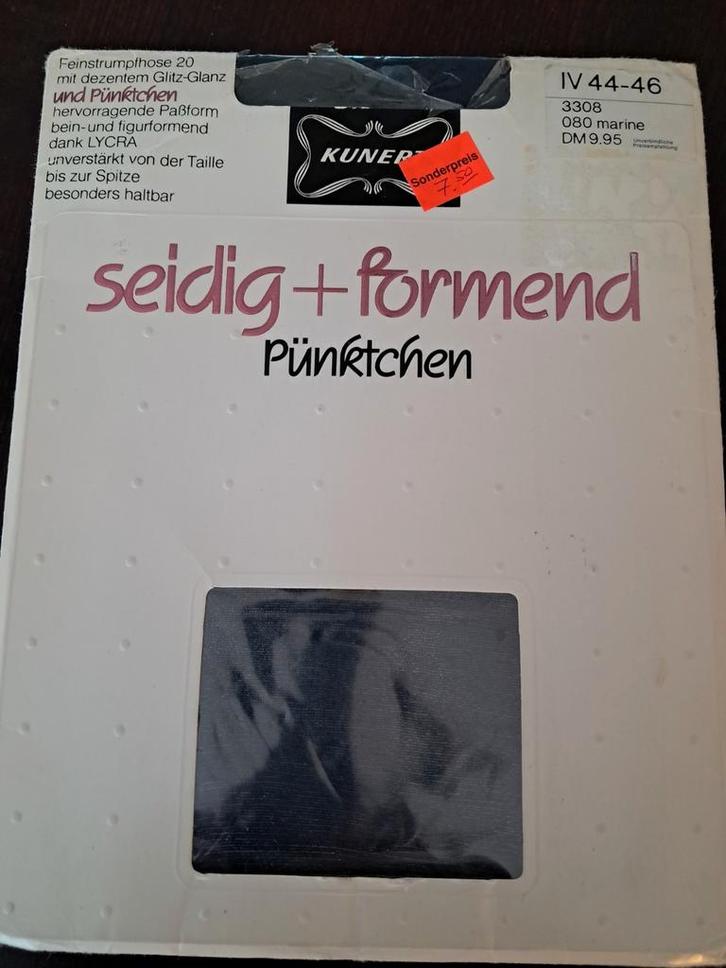 Feinstrumpfhose 20
mit dezentem Glitz-Glanz
und Pünktchen
hervorragende Paßform
bein-und figurformend
dank LYCRA
unverstärkt von der Taille
bis zur Spitze
besonders haltbar
KUNERT
Sonderpreis
7.50
IV 44-46
3308
080 marine
DM 9.95 Unverbindliche
Preisempfehlung
seidig+formend
Pünktchen